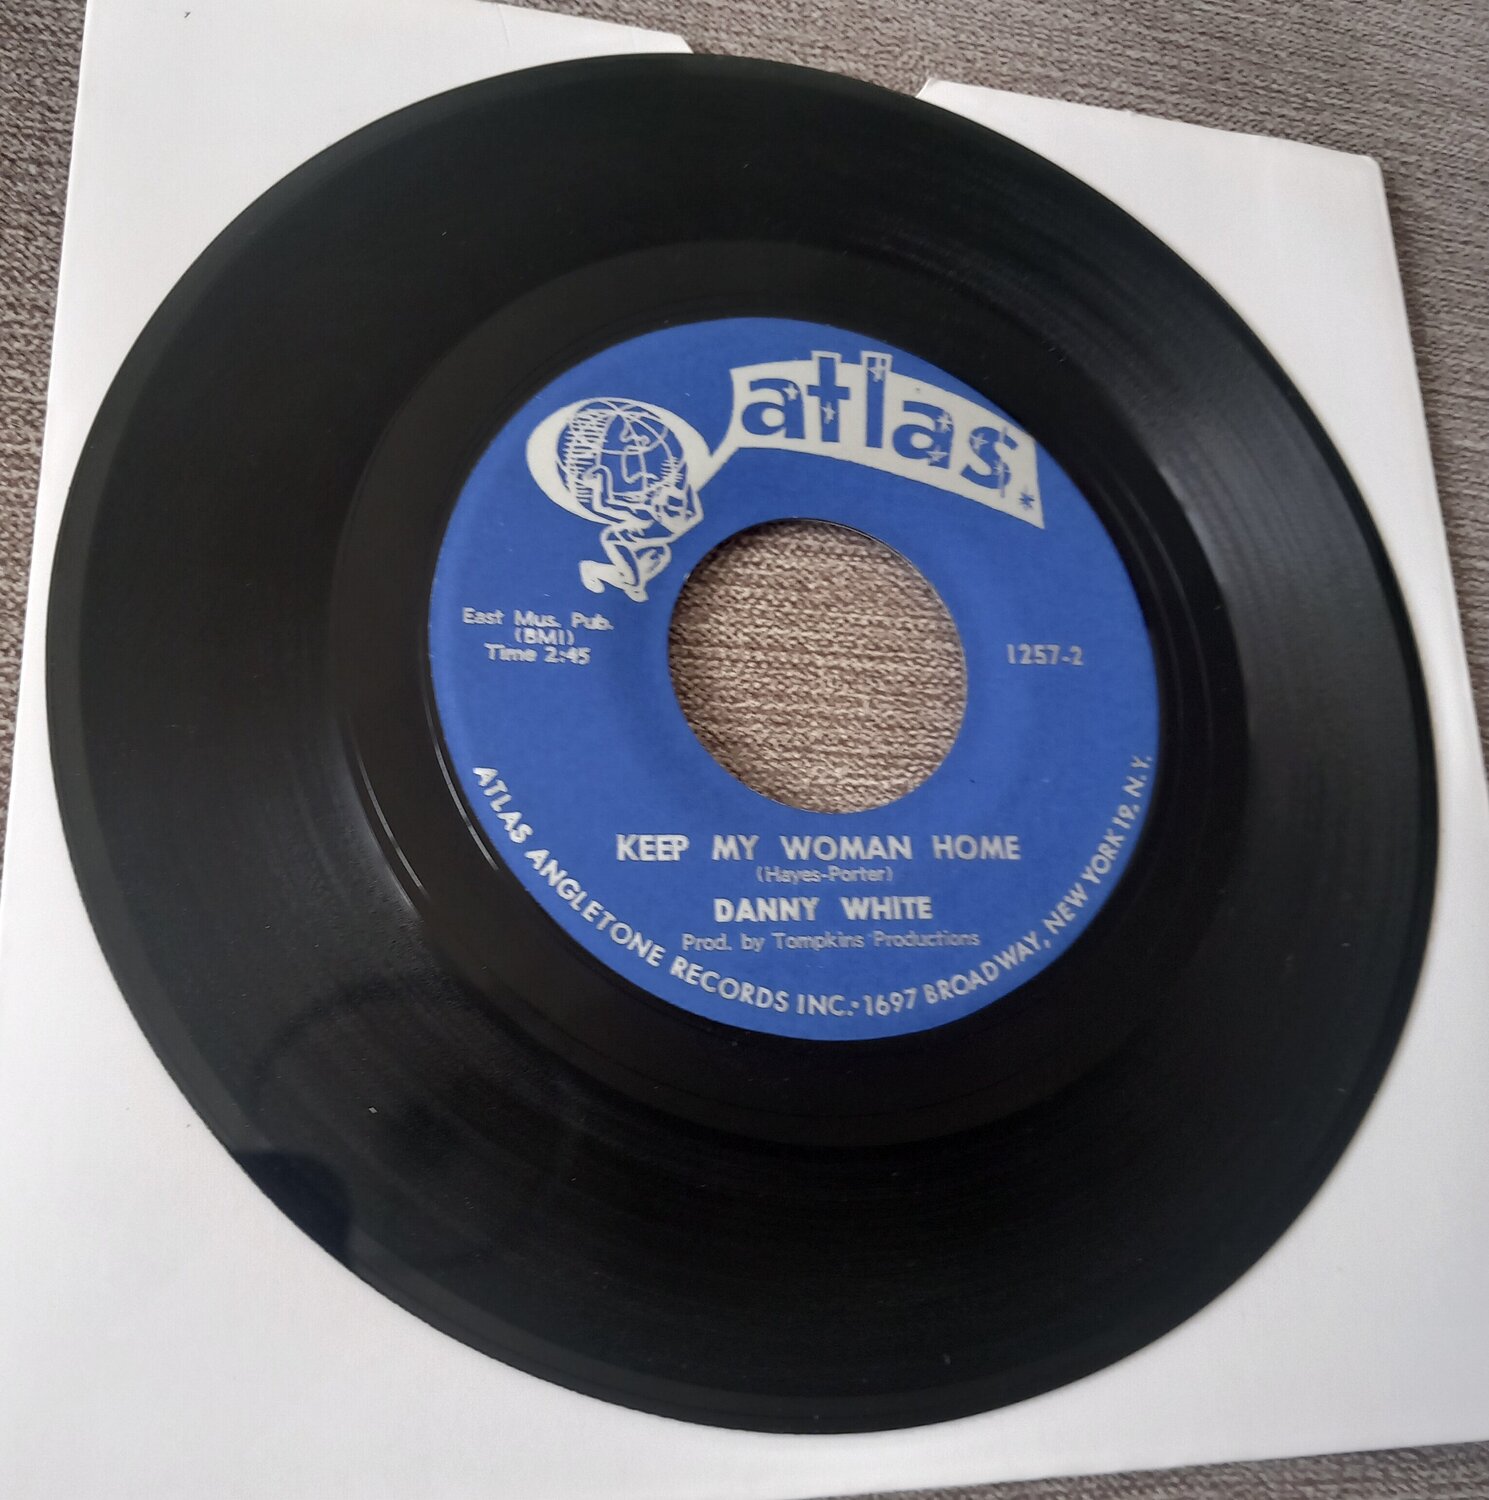 atlas
East Mus. Pub.
(BMI)
Time 2:45
1257-2
KEEP MY WOMAN HOME
(Hayes-Porter)
DANNY WHITE
Prod. by Tompkins Productions
ATLAS ANGLETONE RECORDS INC.•1697 BROADWAY, NEW YORK 19, N.Y.